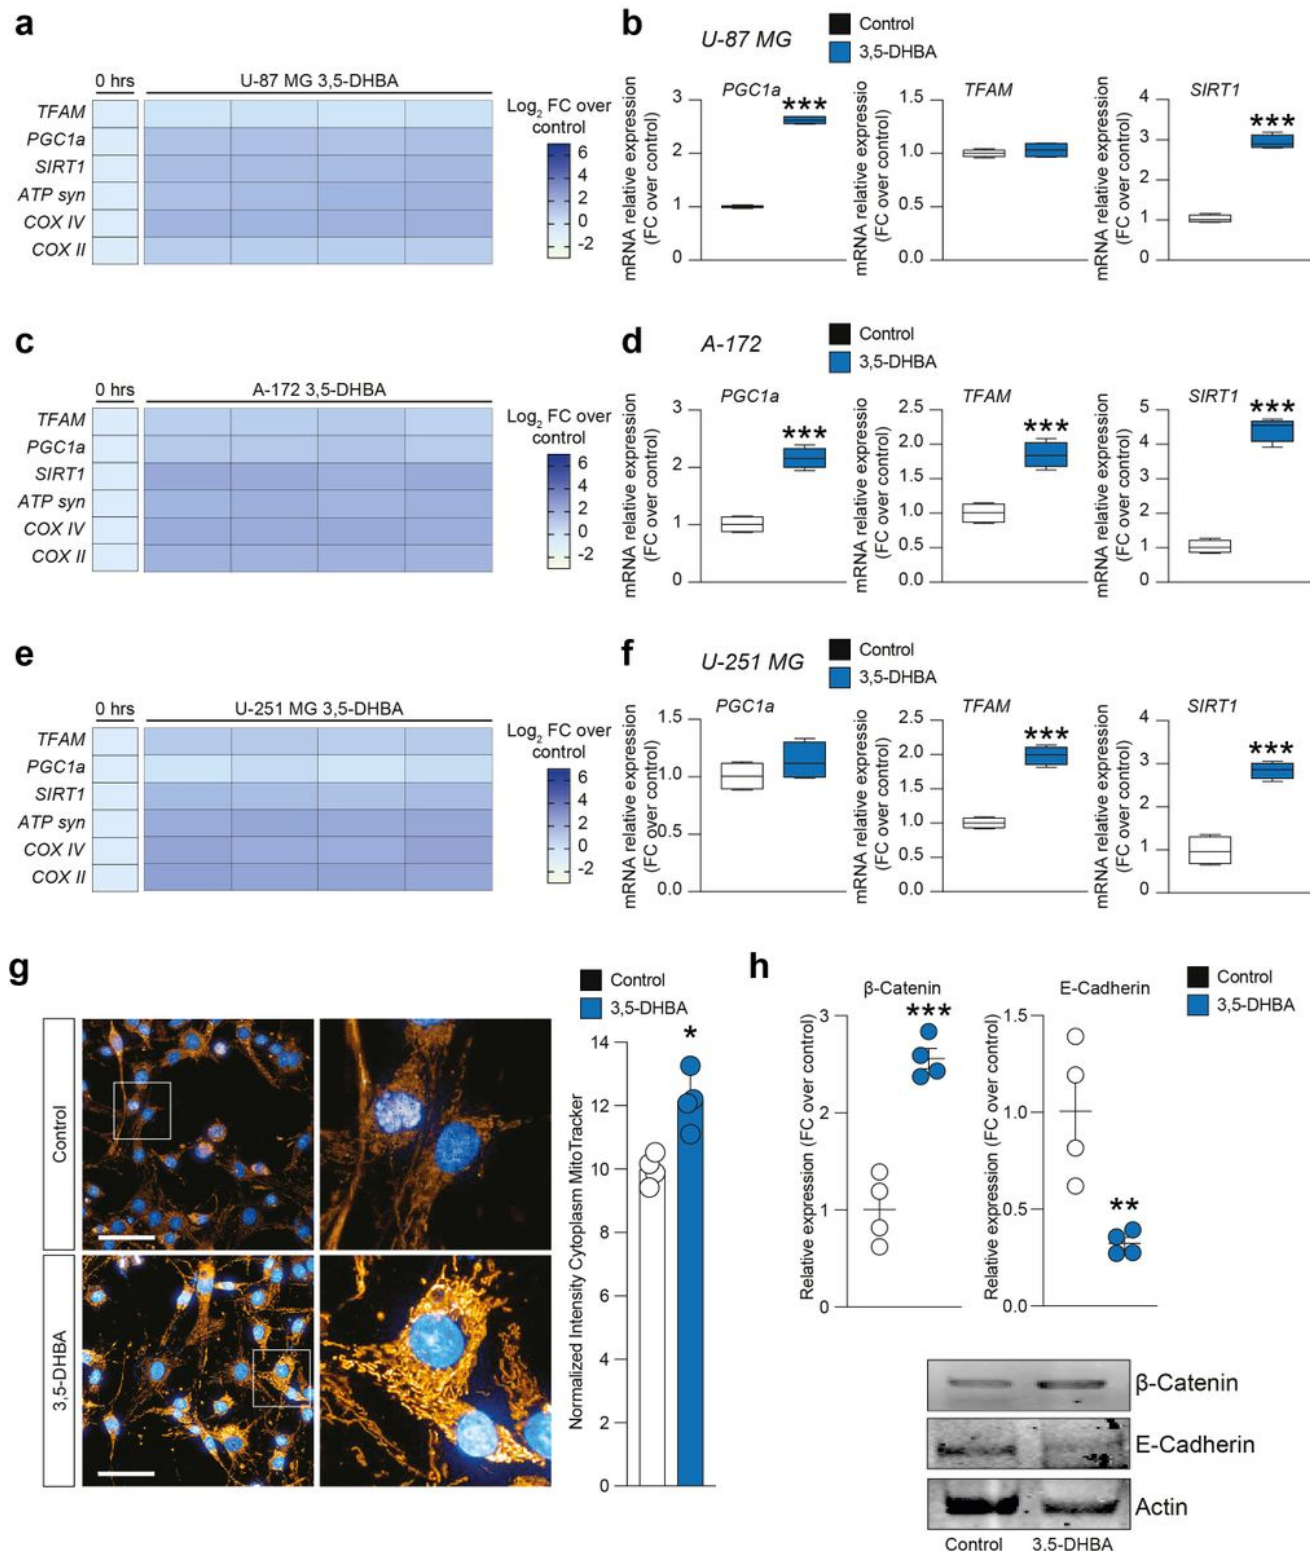 a
0 hrs
U-87 MG 3,5-DHBA
TFAM
PGC1a
SIRT1
ATP syn
COX IV
COX II
Log2 FC over
control
6
4
2
0
-2
b
U-87 MG
Control
3,5-DHBA
mRNA relative expression
(FC over control)
PGC1a
***
3
2
1
0
mRNA relative expressio
(FC over control)
TFAM
1.5
1.0
0.5
0.0
mRNA relative expression
(FC over control)
SIRT1
***
4
3
2
1
0
c
0 hrs
A-172 3,5-DHBA
TFAM
PGC1a
SIRT1
ATP syn
COX IV
COX II
Log2 FC over
control
6
4
2
0
-2
d
A-172
Control
3,5-DHBA
mRNA relative expression
(FC over control)
PGC1a
***
3
2
1
0
mRNA relative expressio
(FC over control)
TFAM
***
2.5
2.0
1.5
1.0
0.5
0.0
mRNA relative expression
(FC over control)
SIRT1
***
5
4
3
2
1
0
e
0 hrs
U-251 MG 3,5-DHBA
TFAM
PGC1a
SIRT1
ATP syn
COX IV
COX II
Log2 FC over
control
6
4
2
0
-2
f
U-251 MG
Control
3,5-DHBA
mRNA relative expression
(FC over control)
PGC1a
1.5
1.0
0.5
0.0
mRNA relative expressio
(FC over control)
TFAM
***
2.5
2.0
1.5
1.0
0.5
0.0
mRNA relative expression
(FC over control)
SIRT1
***
4
3
2
1
0
g
Control
3,5-DHBA
Control
3,5-DHBA
Normalized Intensity Cytoplasm MitoTracker
*
14
12
10
8
6
4
2
0
h
Control
3,5-DHBA
β-Catenin
***
Relative expression (FC over control)
3
2
1
0
E-Cadherin
**
Relative expression (FC over control)
1.5
1.0
0.5
0.0
β-Catenin
E-Cadherin
Actin
Control
3.5-DHBA